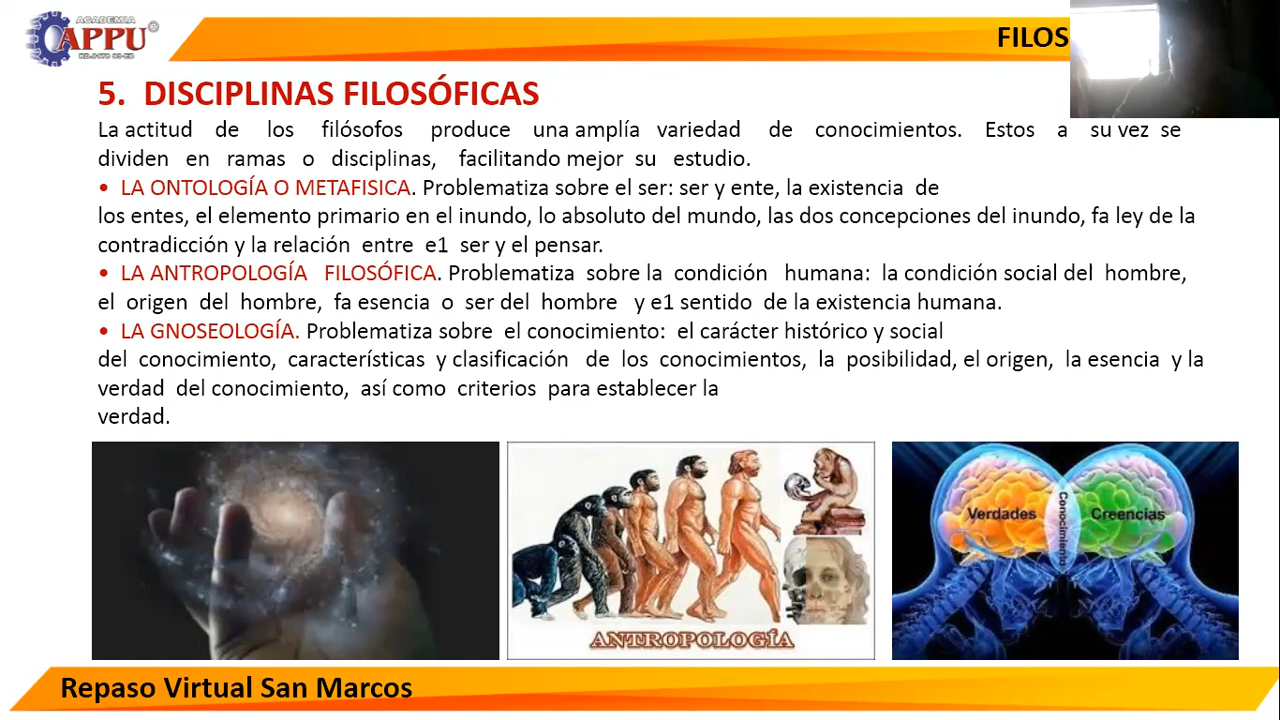 ACADEMIA
APPU
FILOS
5. DISCIPLINAS FILOSÓFICAS
La actitud de los filósofos produce una amplía variedad de conocimientos. Estos a su vez se
dividen en ramas o disciplinas, facilitando mejor su estudio.
• LA ONTOLOGÍA O METAFISICA. Problematiza sobre el ser: ser y ente, la existencia de
los entes, el elemento primario en el inundo, lo absoluto del mundo, las dos concepciones del inundo, fa ley de la
contradicción y la relación entre e1 ser y el pensar.
• LA ANTROPOLOGÍA FILOSÓFICA. Problematiza sobre la condición humana: la condición social del hombre,
el origen del hombre, fa esencia o ser del hombre y e1 sentido de la existencia humana.
• LA GNOSEOLOGÍA. Problematiza sobre el conocimiento: el carácter histórico y social
del conocimiento, características y clasificación de los conocimientos, la posibilidad, el origen, la esencia y la
verdad del conocimiento, así como criterios para establecer la
verdad.
ANTROPOLOGÍA
Verdades
Conocimiento
Creencias
Repaso Virtual San Marcos